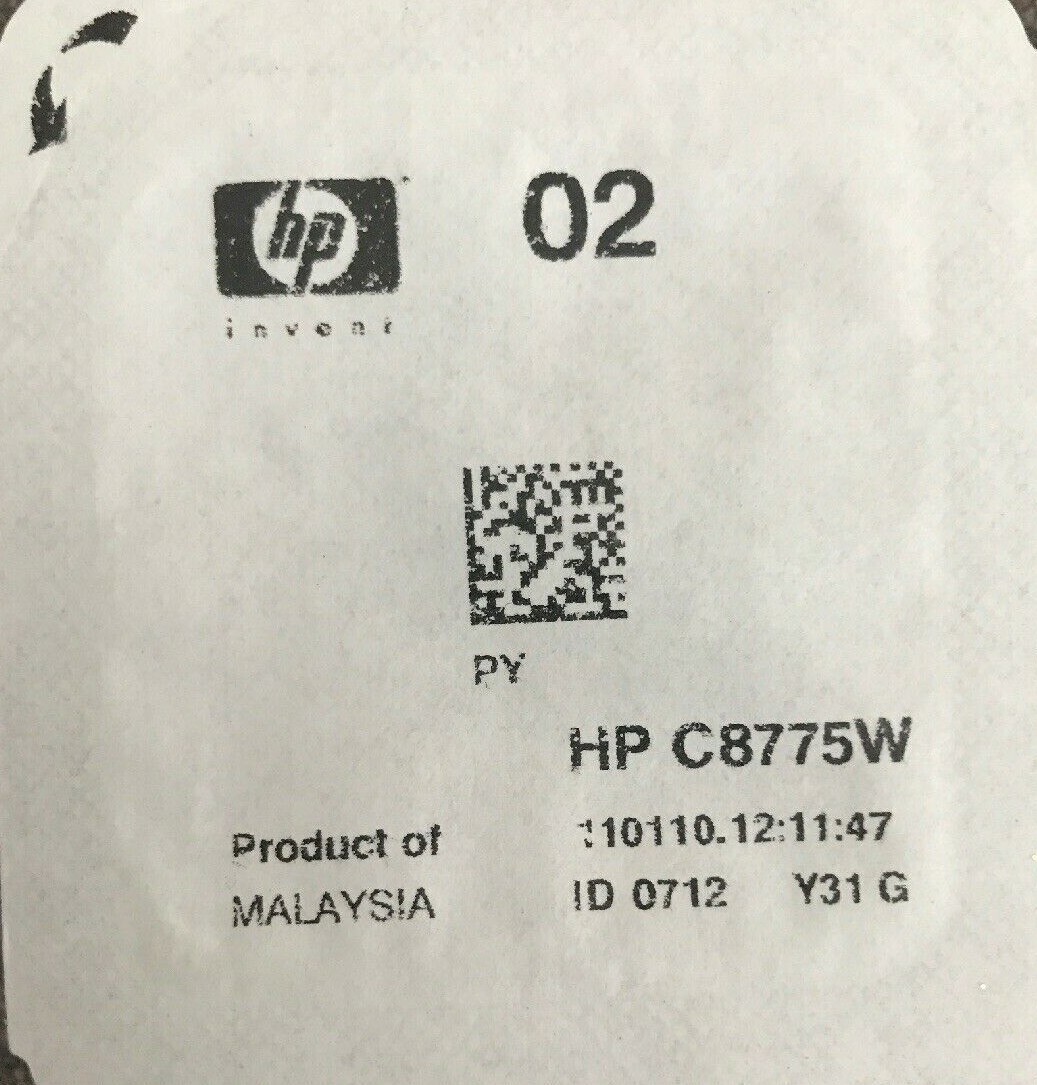 hp
02
invent
PY
HP C8775W
Product of
110110.12:11:47
MALAYSIA
ID 0712 Y31 G